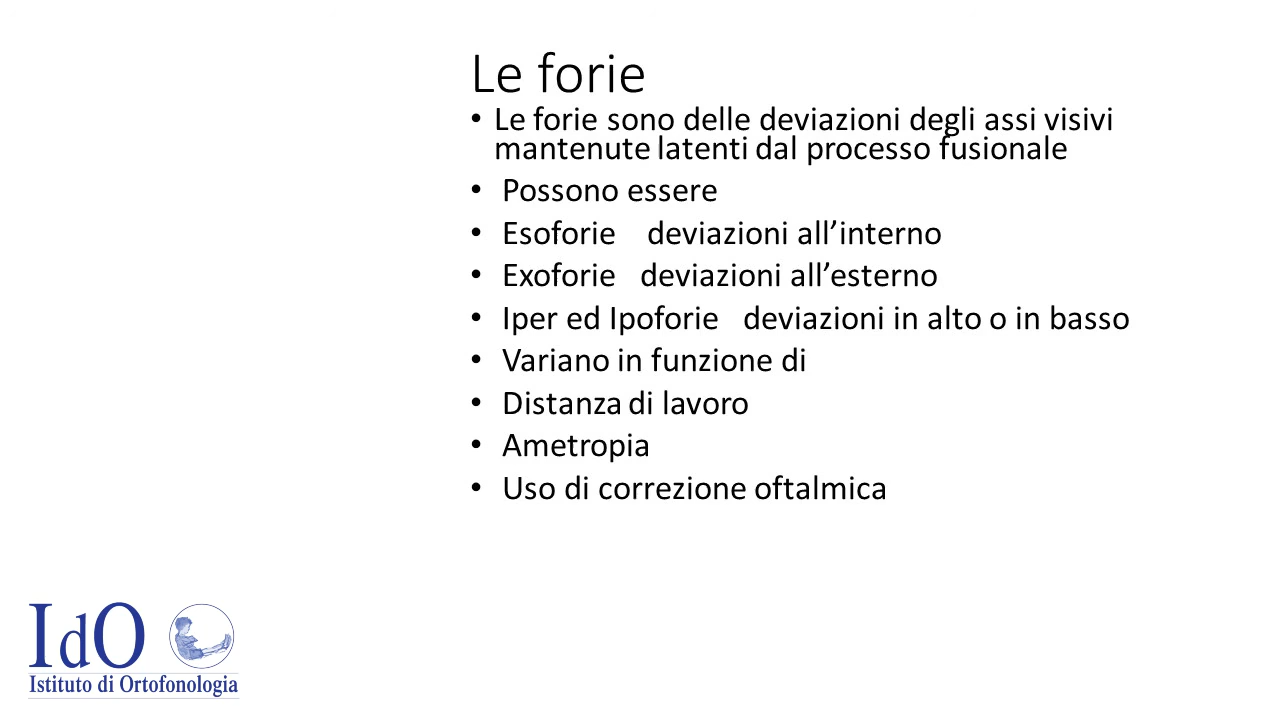 Le forie
• Le forie sono delle deviazioni degli assi visivi
mantenute latenti dal processo fusionale
• Possono essere
• Esoforie deviazioni all’interno
• Exoforie deviazioni all’esterno
• Iper ed Ipoforie deviazioni in alto o in basso
• Variano in funzione di
• Distanza di lavoro
• Ametropia
• Uso di correzione oftalmica
IdO
Istituto di Ortofonologia